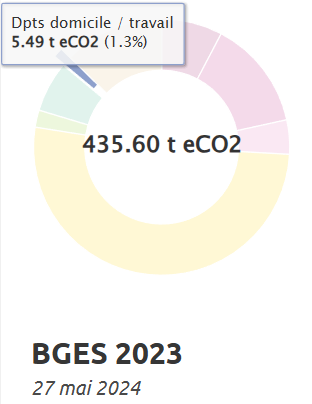 Dpts domicile / travail
5.49 t eCO2 (1.3%)
435.60 t eCO2
BGES 2023
27 mai 2024